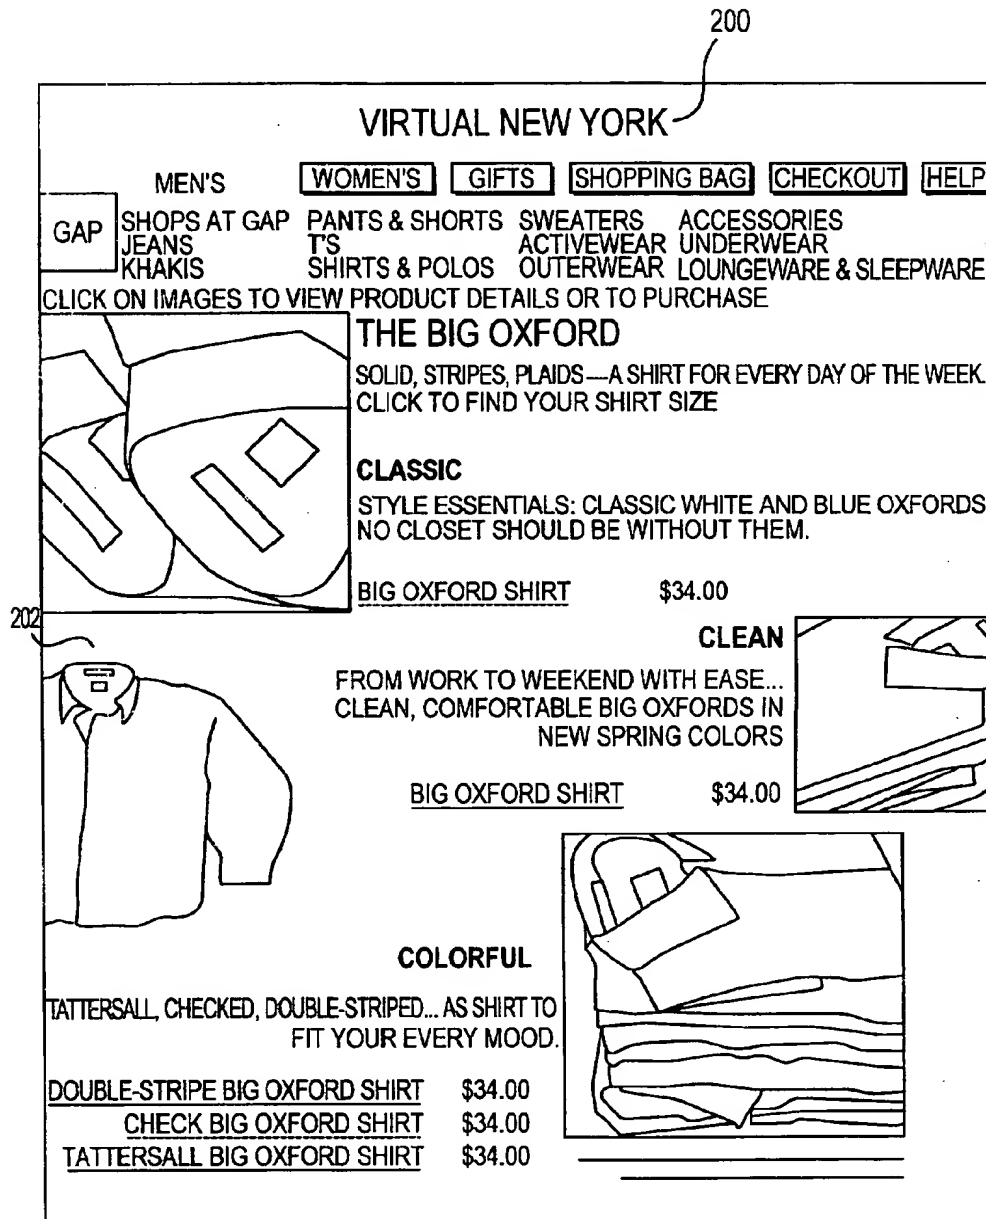 200
VIRTUAL NEW YORK
MEN'S WOMEN'S GIFTS SHOPPING BAG CHECKOUT HELP
GAP
SHOPS AT GAP PANTS & SHORTS SWEATERS ACCESSORIES
JEANS T'S ACTIVEWEAR UNDERWEAR
KHAKIS SHIRTS & POLOS OUTERWEAR LOUNGEWARE & SLEEPWARE
CLICK ON IMAGES TO VIEW PRODUCT DETAILS OR TO PURCHASE
THE BIG OXFORD
SOLID, STRIPES, PLAIDS—A SHIRT FOR EVERY DAY OF THE WEEK.
CLICK TO FIND YOUR SHIRT SIZE
CLASSIC
STYLE ESSENTIALS: CLASSIC WHITE AND BLUE OXFORDS
NO CLOSET SHOULD BE WITHOUT THEM.
BIG OXFORD SHIRT $34.00
202
CLEAN
FROM WORK TO WEEKEND WITH EASE...
CLEAN, COMFORTABLE BIG OXFORDS IN
NEW SPRING COLORS
BIG OXFORD SHIRT $34.00
COLORFUL
TATTERSALL, CHECKED, DOUBLE-STRIPED... AS SHIRT TO
FIT YOUR EVERY MOOD.
DOUBLE-STRIPE BIG OXFORD SHIRT $34.00
CHECK BIG OXFORD SHIRT $34.00
TATTERSALL BIG OXFORD SHIRT $34.00